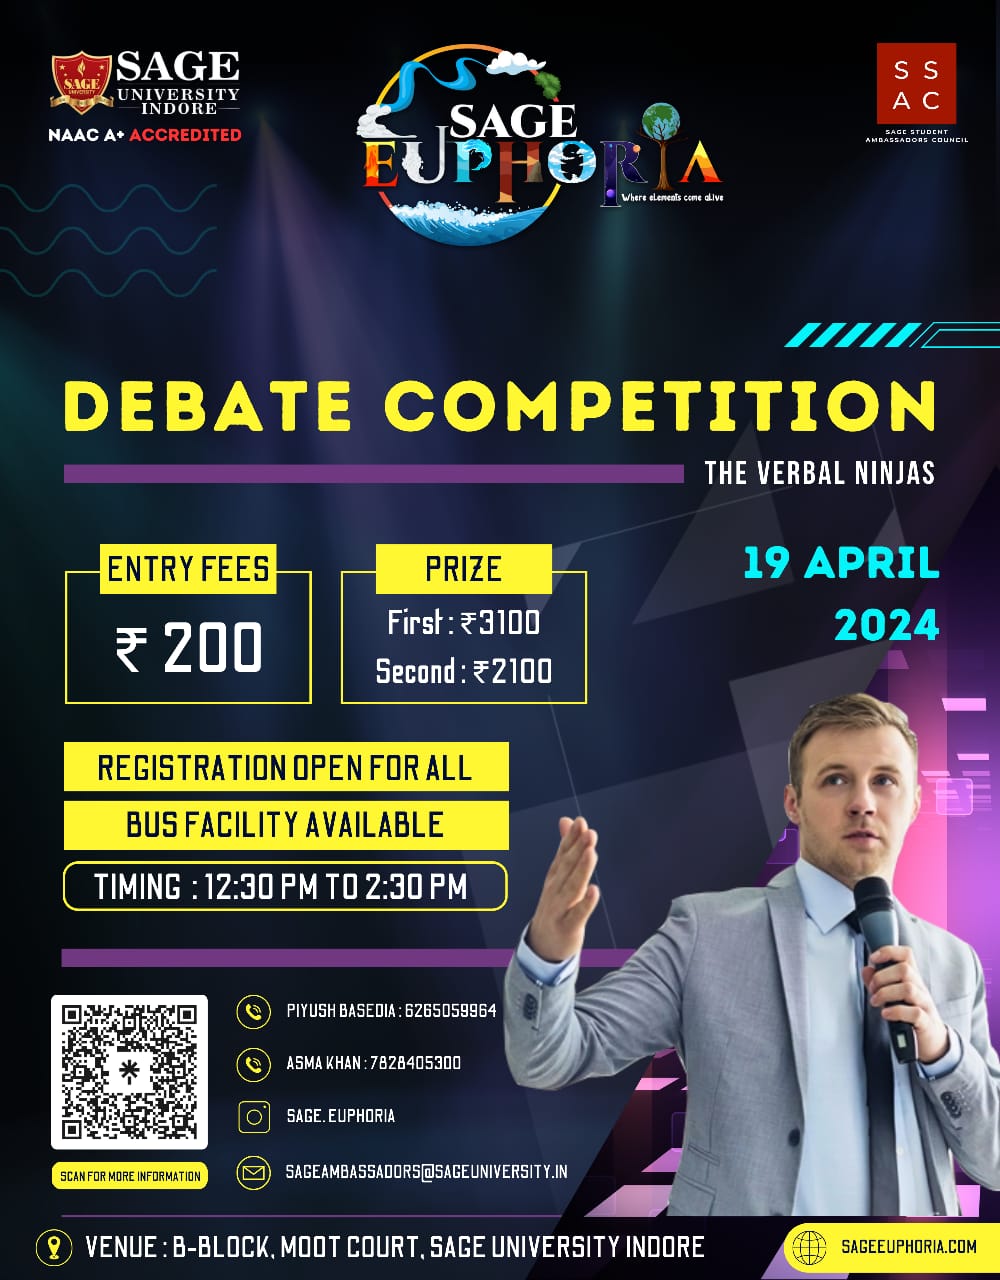 SAGE
UNIVERSITY
INDORE
NAAC A+ ACCREDITED
SAGE
UNIVERSITY
SAGE
EUPHORIA
Where elements come alive
S S
A C
SAGE STUDENT
AMBASSADORS COUNCIL
DEBATE COMPETITION
THE VERBAL NINJAS
ENTRY FEES
₹ 200
PRIZE
First : ₹3100
Second : ₹2100
19 APRIL
2024
REGISTRATION OPEN FOR ALL
BUS FACILITY AVAILABLE
TIMING : 12:30 PM TO 2:30 PM
PIYUSH BASEDIA : 6265059964
ASMA KHAN : 7828405300
SAGE. EUPHORIA
SAGEAMBASSADORS@SAGEUNIVERSITY.IN
SCAN FOR MORE INFORMATION
VENUE : B-BLOCK, MOOT COURT, SAGE UNIVERSITY INDORE
SAGEEUPHORIA.COM